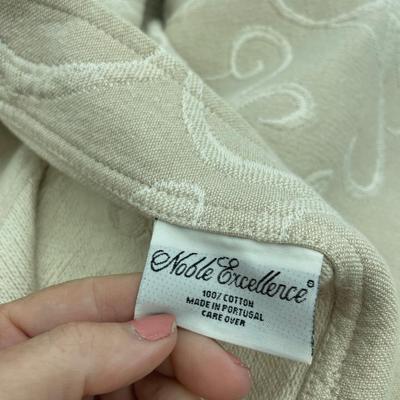 Noble Excellence®
100% COTTON
MADE IN PORTUGAL
CARE OVER